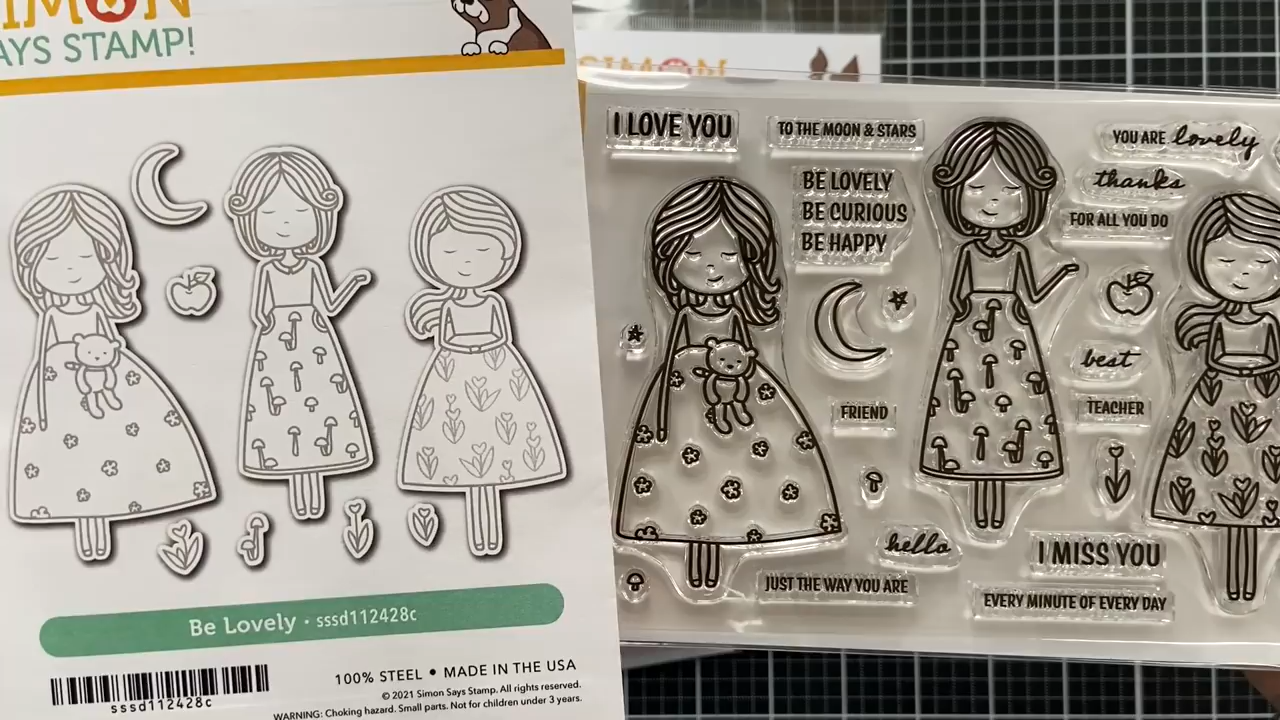 SIMON
SAYS STAMP!
Be Lovely • sssd112428c
sssd112428c
100% STEEL • MADE IN THE USA
© 2021 Simon Says Stamp. All rights reserved.
WARNING: Choking hazard. Small parts. Not for children under 3 years.
SIMON
I LOVE YOU
TO THE MOON & STARS
YOU ARE lovely
BE LOVELY
BE CURIOUS
BE HAPPY
thanks
FOR ALL YOU DO
best
FRIEND
TEACHER
hello
I MISS YOU
JUST THE WAY YOU ARE
EVERY MINUTE OF EVERY DAY